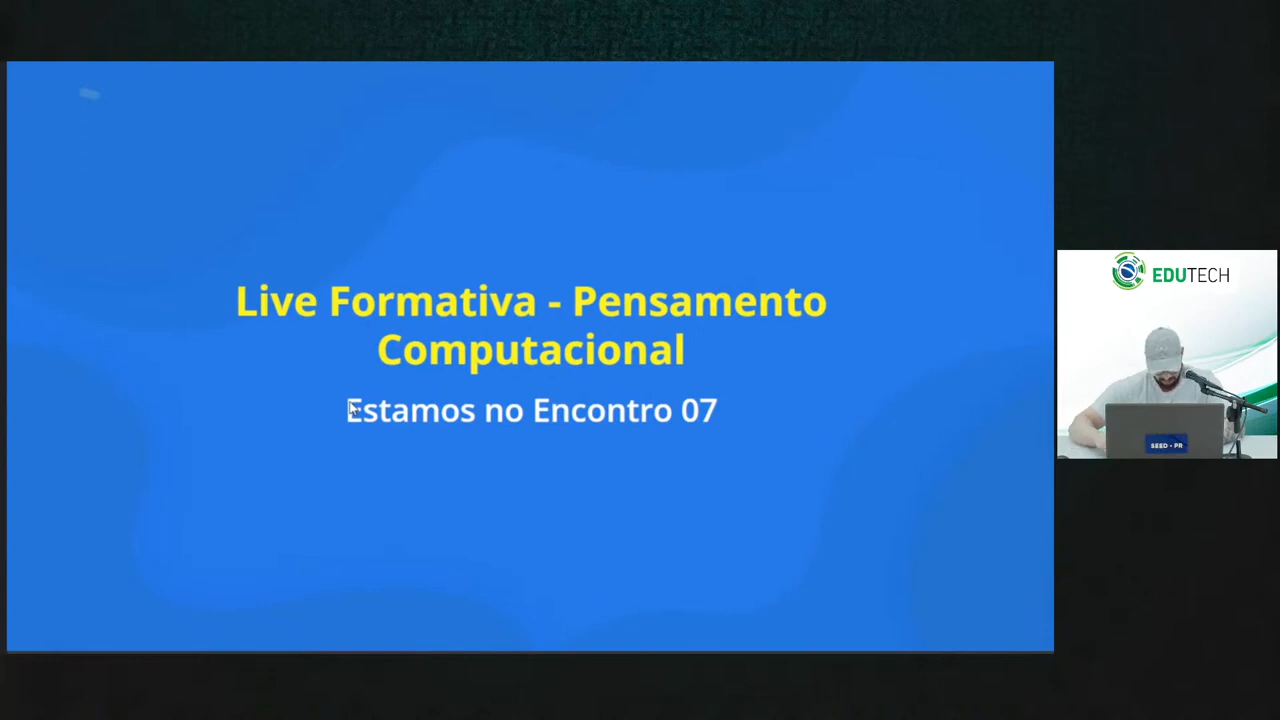 Live Formativa - Pensamento
Computacional
Estamos no Encontro 07
EDUTECH
SEED - PR